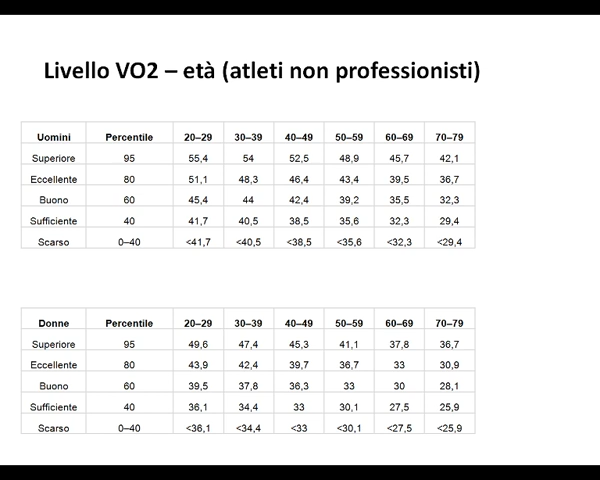 Livello VO2 – età (atleti non professionisti)
Uomini Percentile 20–29 30–39 40–49 50–59 60–69 70–79
Superiore 95 55,4 54 52,5 48,9 45,7 42,1
Eccellente 80 51,1 48,3 46,4 43,4 39,5 36,7
Buono 60 45,4 44 42,4 39,2 35,5 32,3
Sufficiente 40 41,7 40,5 38,5 35,6 32,3 29,4
Scarso 0–40 <41,7 <40,5 <38,5 <35,6 <32,3 <29,4
Donne Percentile 20–29 30–39 40–49 50–59 60–69 70–79
Superiore 95 49,6 47,4 45,3 41,1 37,8 36,7
Eccellente 80 43,9 42,4 39,7 36,7 33 30,9
Buono 60 39,5 37,8 36,3 33 30 28,1
Sufficiente 40 36,1 34,4 33 30,1 27,5 25,9
Scarso 0–40 <36,1 <34,4 <33 <30,1 <27,5 <25,9